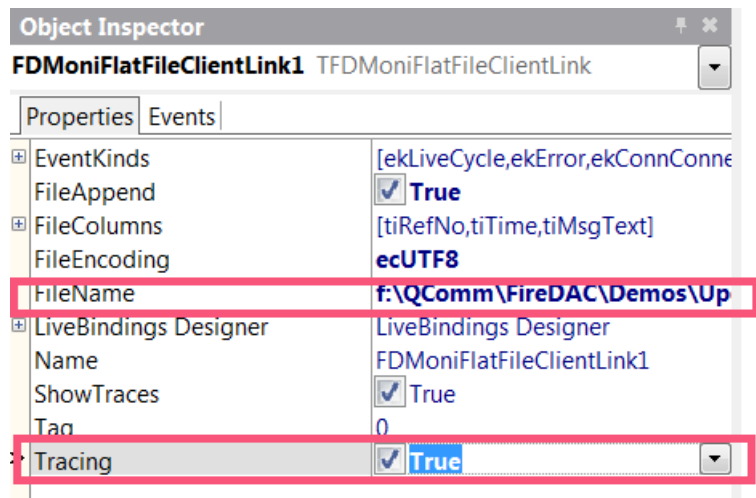 Object Inspector
FDMoniFlatFileClientLink1 TFDMoniFlatFileClientLink
Properties Events
EventKinds [ekLiveCycle,ekError,ekConnConne
FileAppend True
FileColumns [tiRefNo,tiTime,tiMsgText]
FileEncoding ecUTF8
FileName f:\QComm\FireDAC\Demos\Up
LiveBindings Designer LiveBindings Designer
Name FDMoniFlatFileClientLink1
ShowTraces True
Tag 0
Tracing True